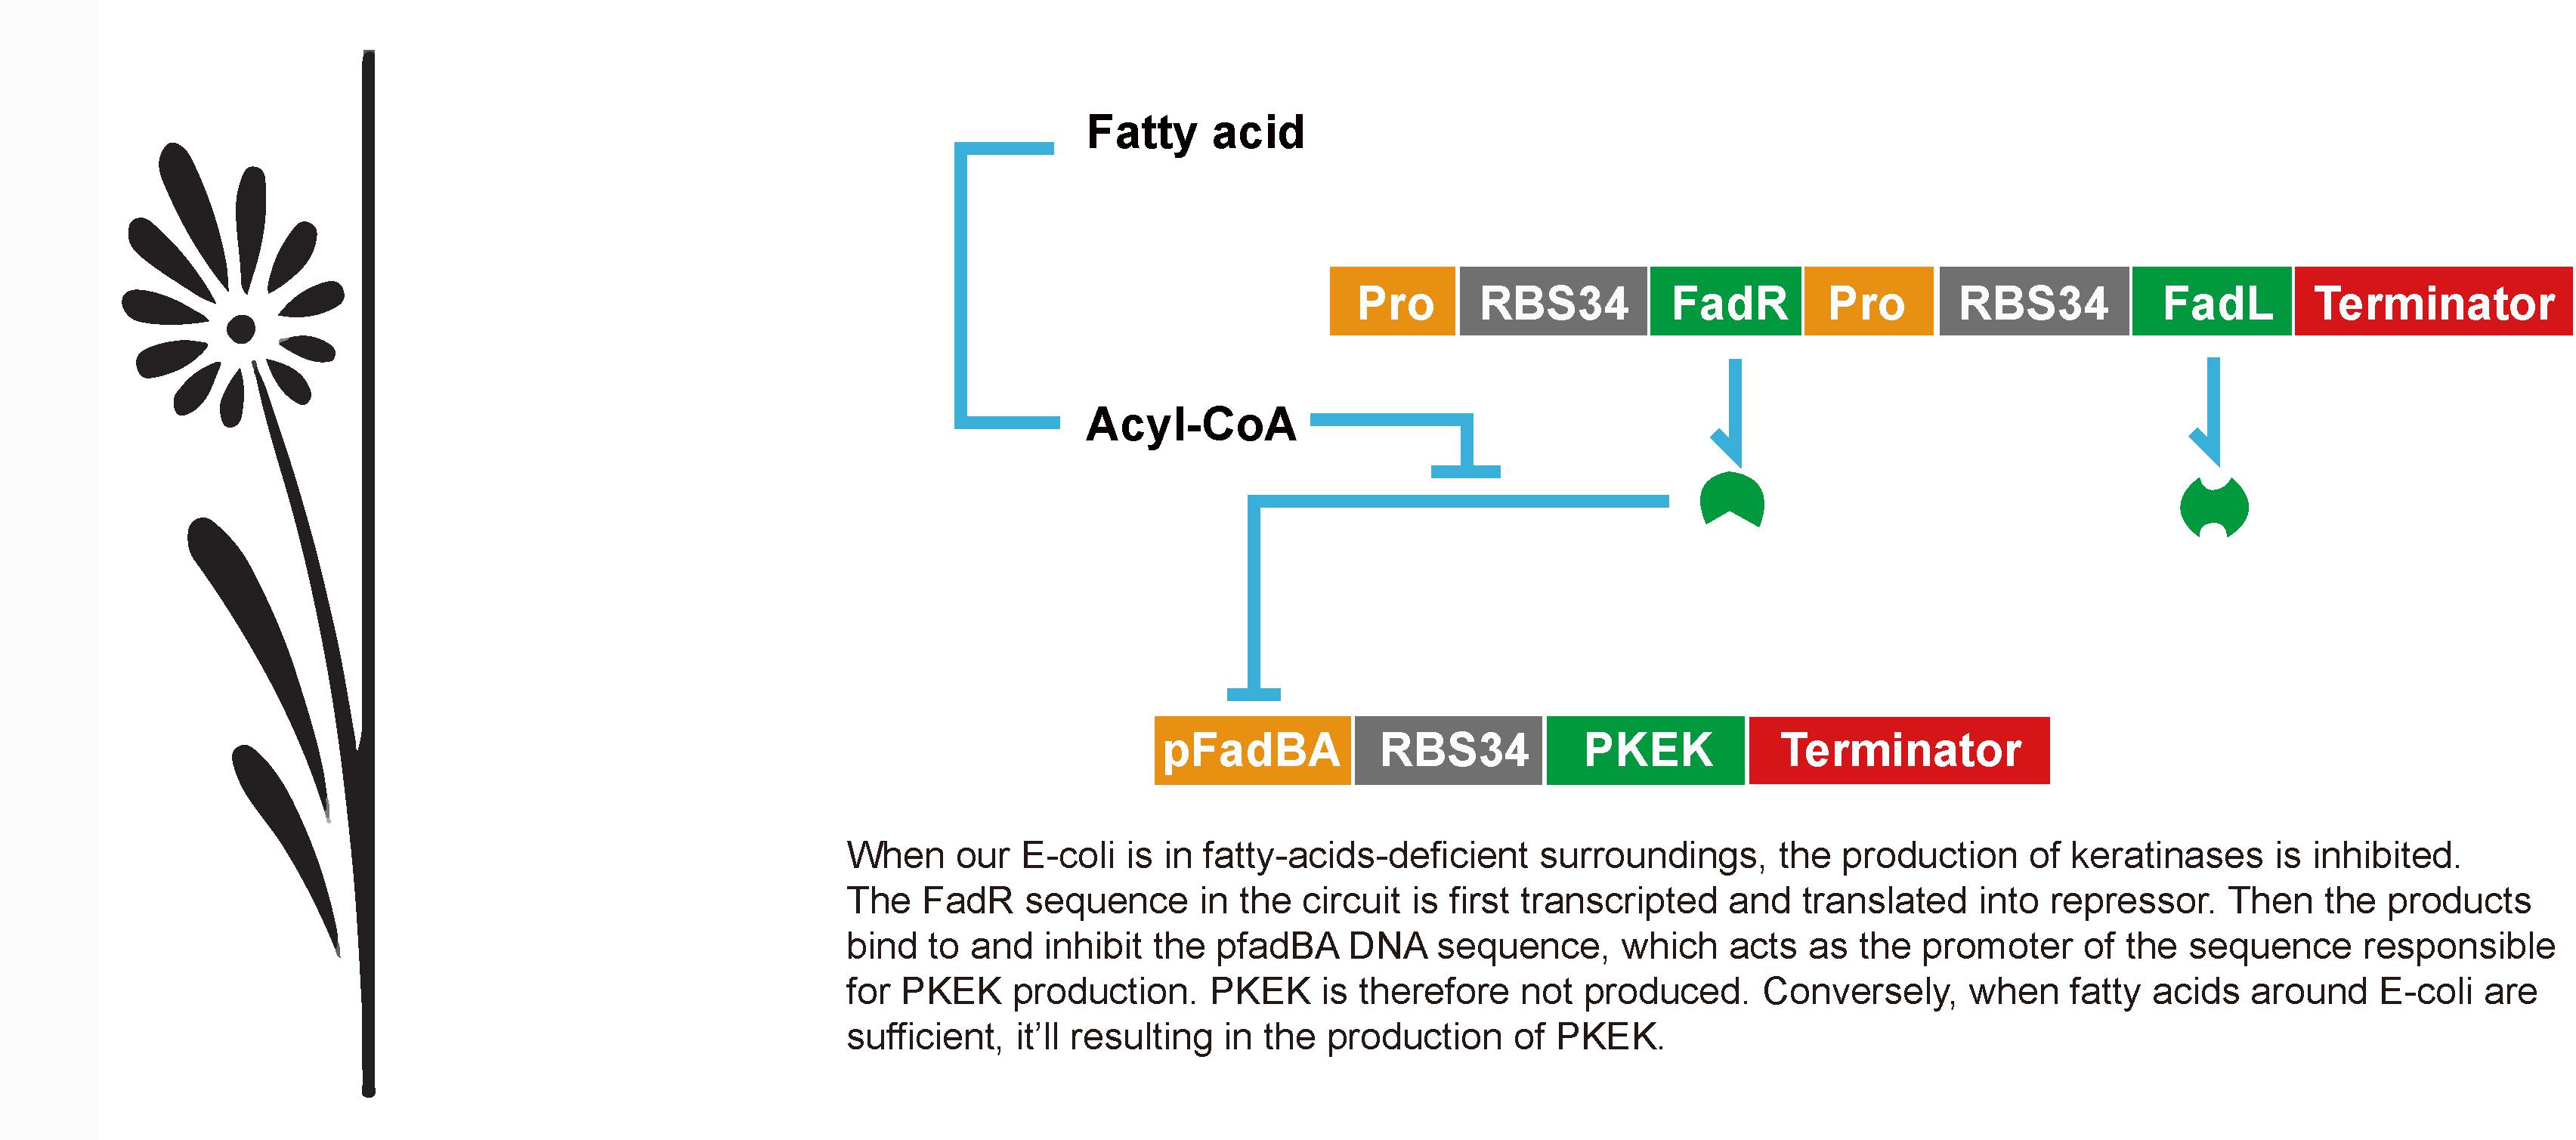 Fatty acid
Pro RBS34 FadR Pro RBS34 FadL Terminator
Acyl-CoA
pFadBA RBS34 PKEK Terminator
When our E-coli is in fatty-acids-deficient surroundings, the production of keratinases is inhibited.
The FadR sequence in the circuit is first transcripted and translated into repressor. Then the products
bind to and inhibit the pfadBA DNA sequence, which acts as the promoter of the sequence responsible
for PKEK production. PKEK is therefore not produced. Conversely, when fatty acids around E-coli are
sufficient, it’ll resulting in the production of PKEK.